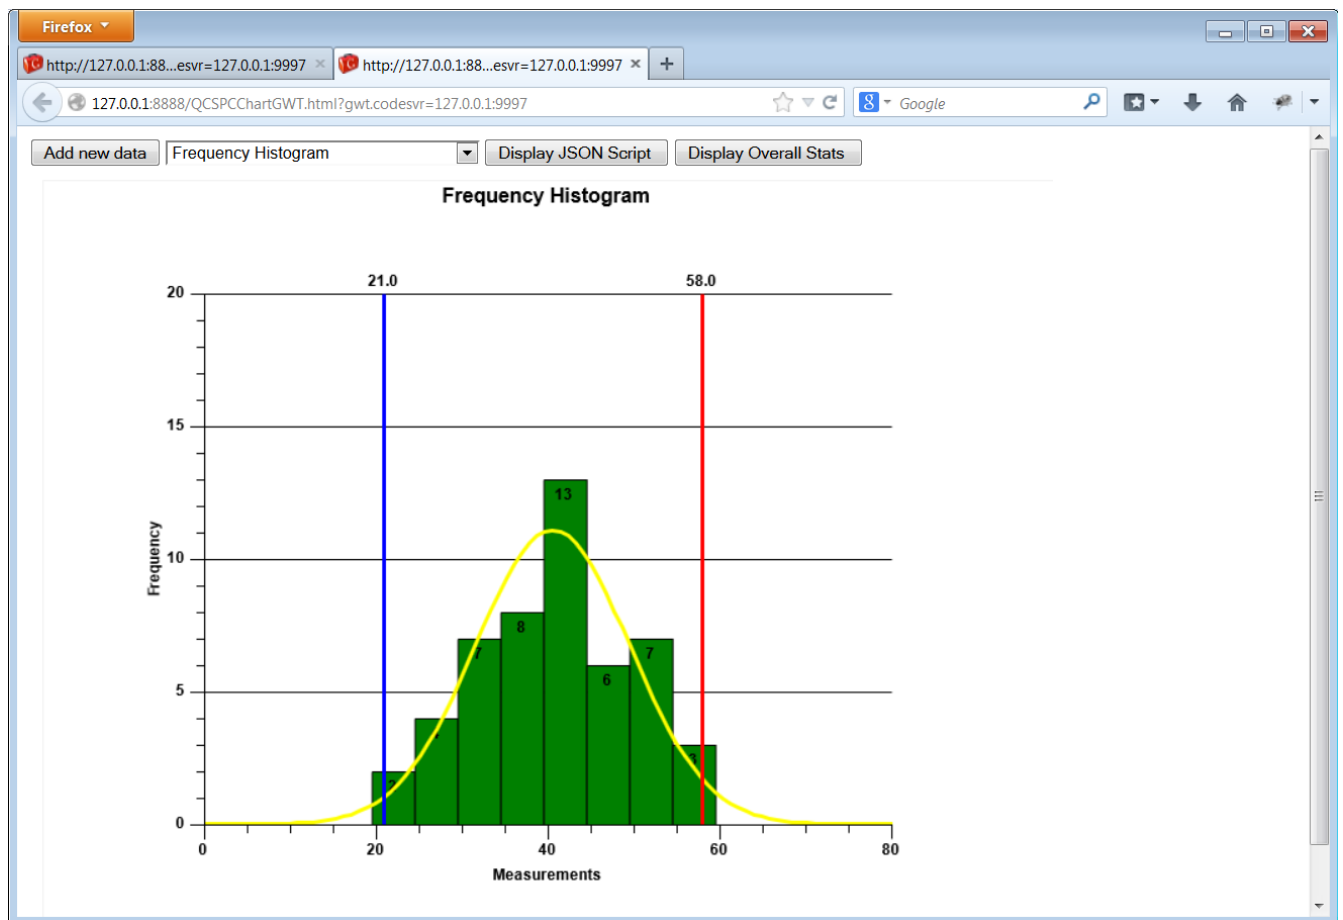 Firefox
http://127.0.0.1:88...esvr=127.0.0.1:9997 × http://127.0.0.1:88...esvr=127.0.0.1:9997 × +
127.0.0.1:8888/QCSPCChartGWT.html?gwt.codesvr=127.0.0.1:9997 8 Google
Add new data Frequency Histogram Display JSON Script Display Overall Stats
Frequency Histogram
21.0 58.0
20
15
13
10
8
7 7
6
5
3
2
0
0 20 40 60 80
Frequency
Measurements